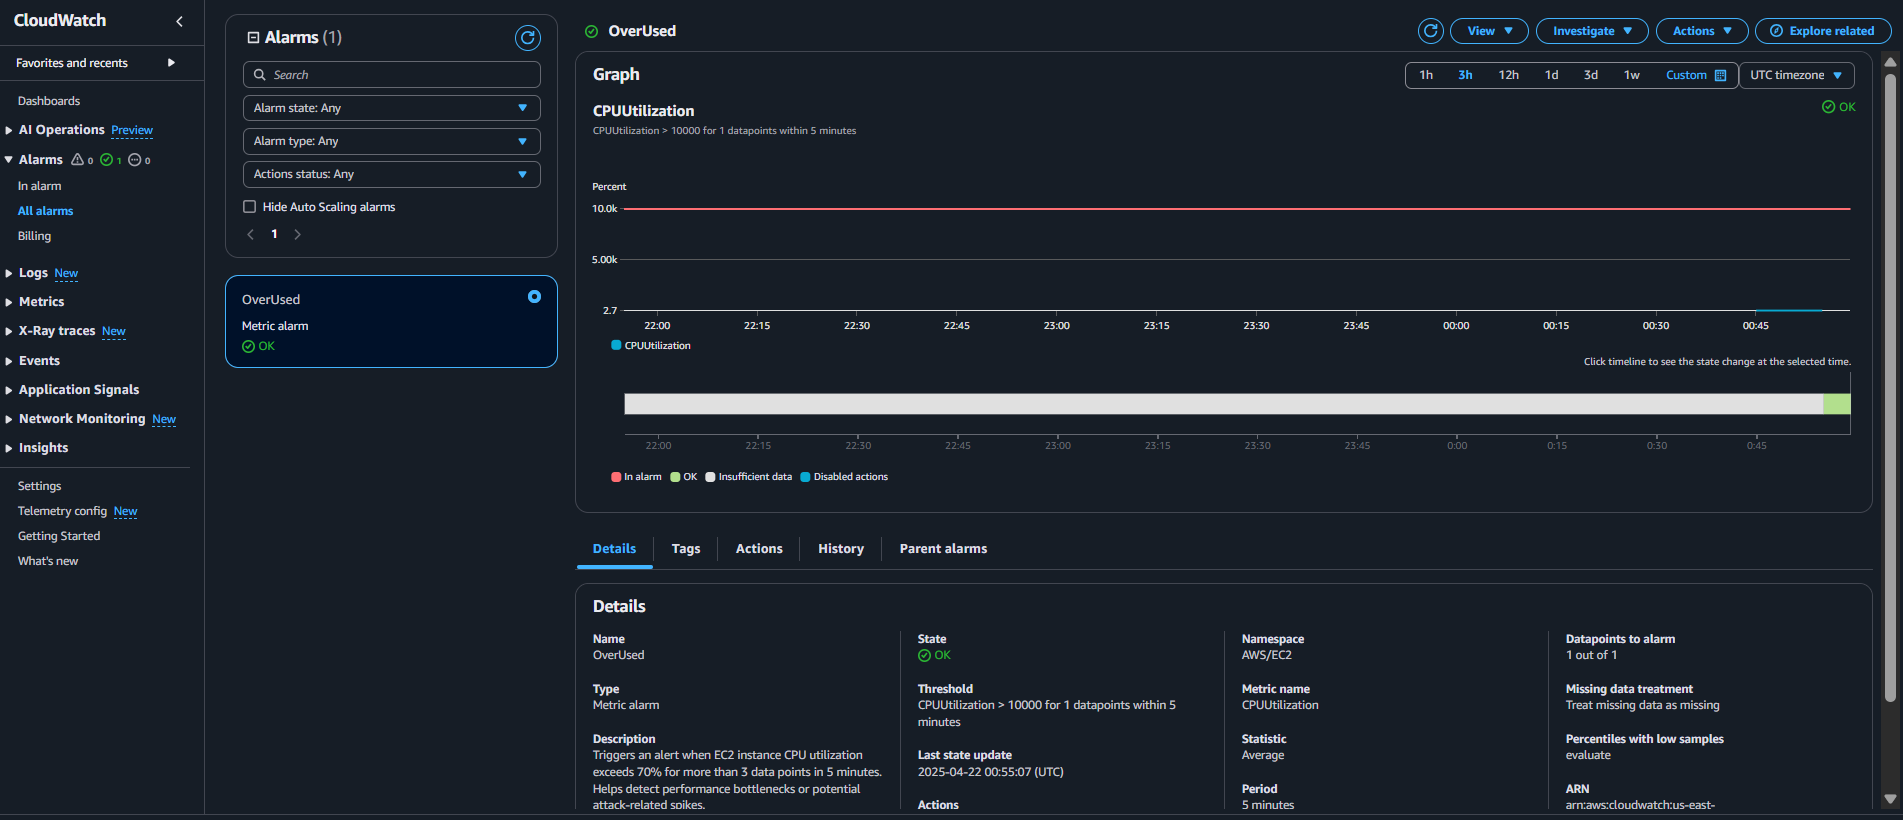 CloudWatch
Favorites and recents
Dashboards
AI Operations Preview
Alarms 0 1 0
In alarm
All alarms
Billing
Logs New
Metrics
X-Ray traces New
Events
Application Signals
Network Monitoring New
Insights
Settings
Telemetry config New
Getting Started
What's new
Alarms (1)
Search
Alarm state: Any
Alarm type: Any
Actions status: Any
Hide Auto Scaling alarms
1
OverUsed
Metric alarm
OK
OverUsed
View
Investigate
Actions
Explore related
Graph
1h 3h 12h 1d 3d 1w Custom UTC timezone
CPUUtilization
OK
CPUUtilization > 10000 for 1 datapoints within 5 minutes
Percent
10.0k
5.00k
2.7
22:00 22:15 22:30 22:45 23:00 23:15 23:30 23:45 00:00 00:15 00:30 00:45
CPUUtilization
Click timeline to see the state change at the selected time.
22:00 22:15 22:30 22:45 23:00 23:15 23:30 23:45 0:00 0:15 0:30 0:45
In alarm OK Insufficient data Disabled actions
Details Tags Actions History Parent alarms
Details
Name
OverUsed
Type
Metric alarm
Description
Triggers an alert when EC2 instance CPU utilization
exceeds 70% for more than 3 data points in 5 minutes.
Helps detect performance bottlenecks or potential
attack-related spikes.
State
OK
Threshold
CPUUtilization > 10000 for 1 datapoints within 5
minutes
Last state update
2025-04-22 00:55:07 (UTC)
Actions
Namespace
AWS/EC2
Metric name
CPUUtilization
Statistic
Average
Period
5 minutes
Datapoints to alarm
1 out of 1
Missing data treatment
Treat missing data as missing
Percentiles with low samples
evaluate
ARN
arn:aws:cloudwatch:us-east-